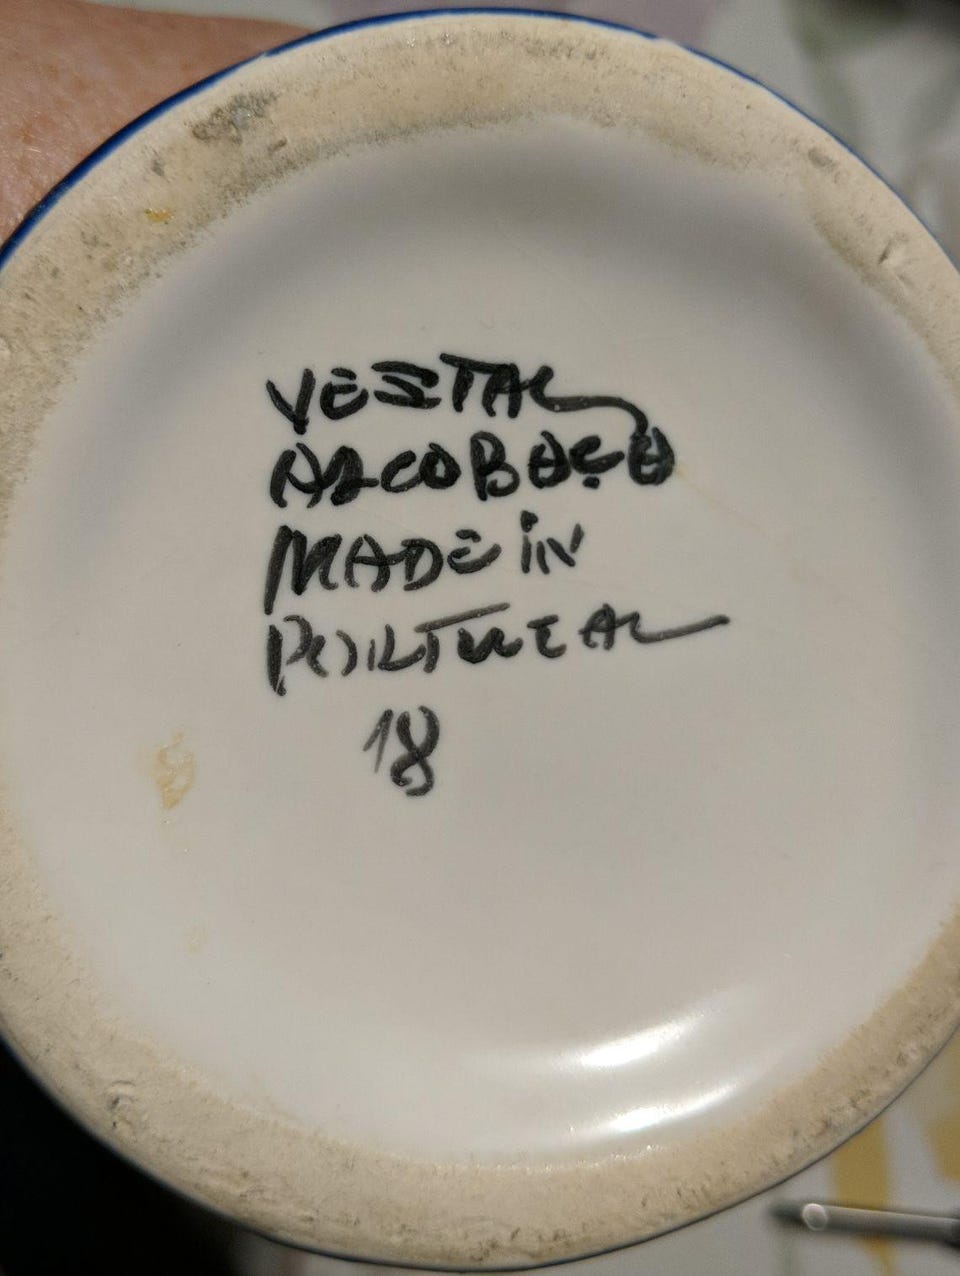 VESTAL
ALCOBAÇA
MADE IN
PORTUGAL
18